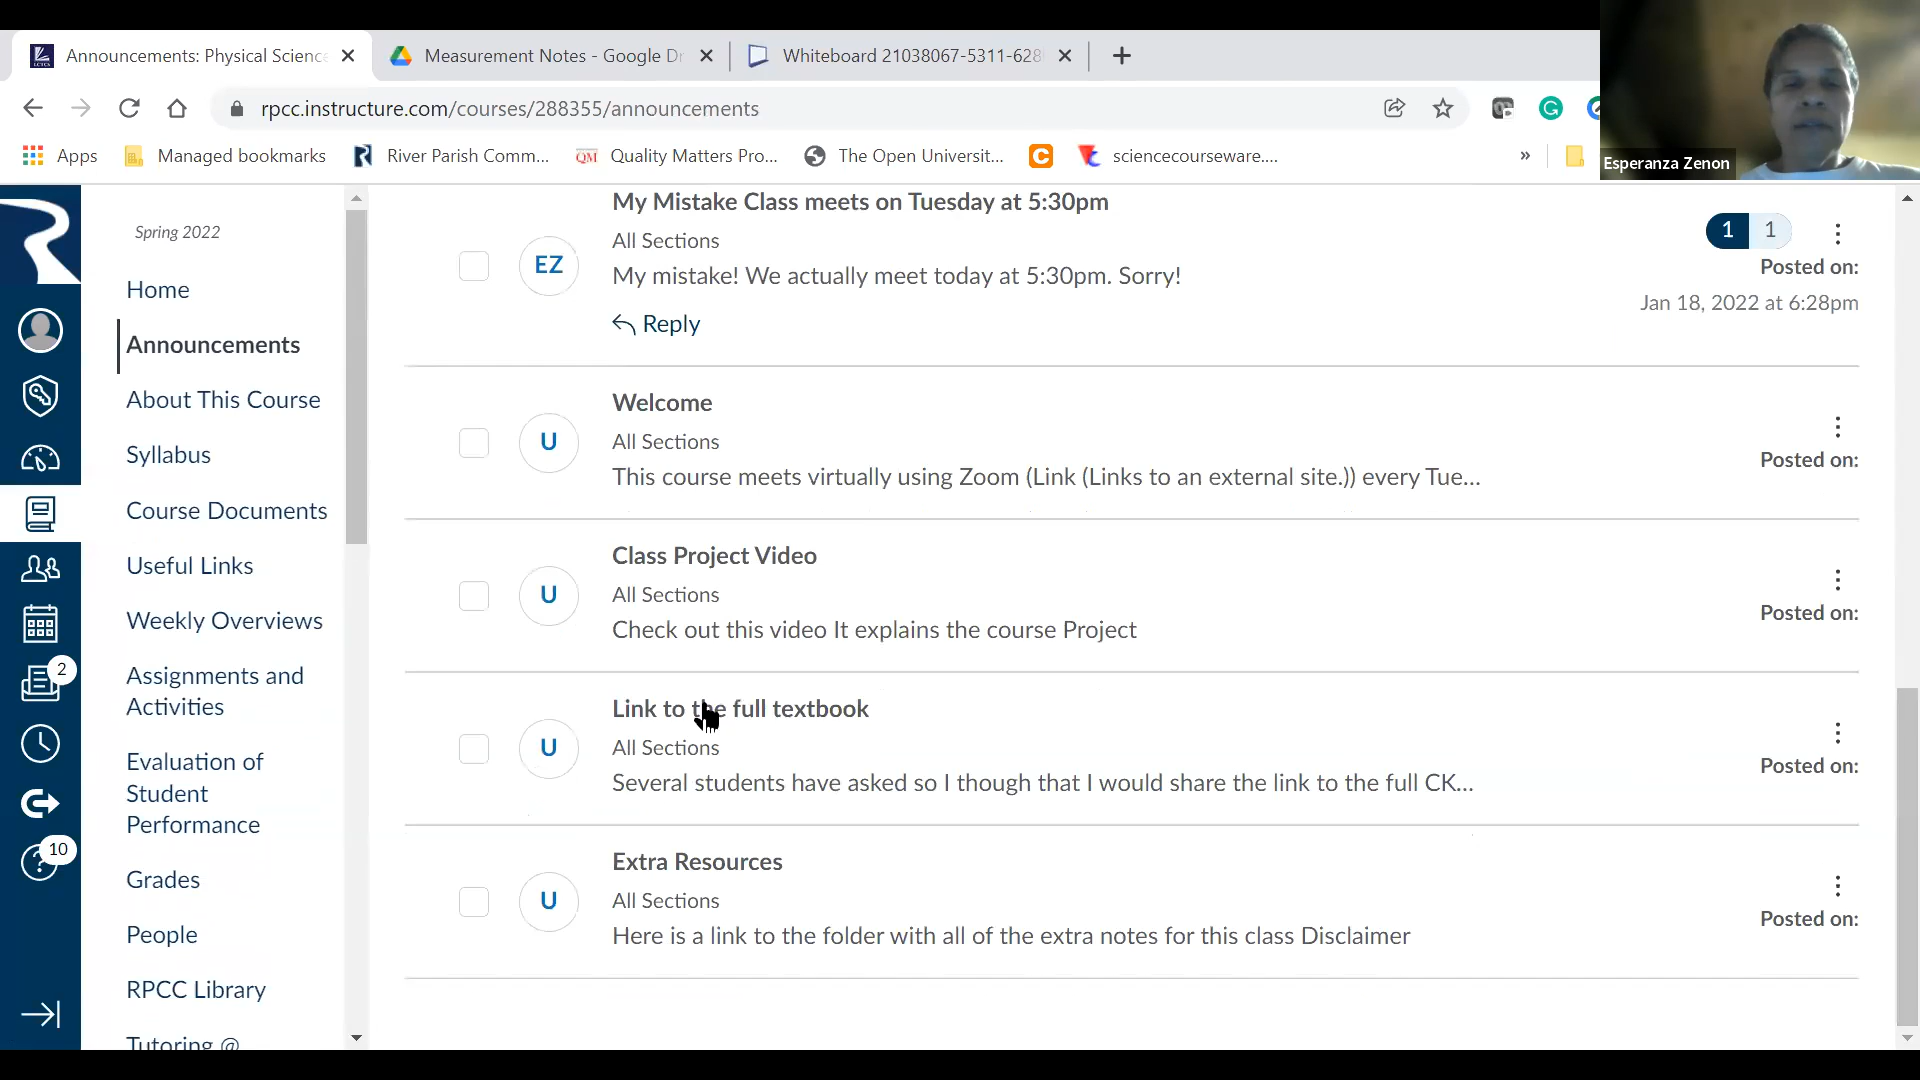 Announcements: Physical Science
Measurement Notes - Google Dr
Whiteboard 21038067-5311-628
rpcc.instructure.com/courses/288355/announcements
Apps
Managed bookmarks
River Parish Comm...
QM
Quality Matters Pro...
The Open Universit...
C
sciencecourseware....
»
Esperanza Zenon
Spring 2022
Home
Announcements
About This Course
Syllabus
Course Documents
Useful Links
Weekly Overviews
Assignments and
Activities
Evaluation of
Student
Performance
Grades
People
RPCC Library
Tutoring @
2
10
My Mistake Class meets on Tuesday at 5:30pm
All Sections
EZ
My mistake! We actually meet today at 5:30pm. Sorry!
Reply
1 1
Posted on:
Jan 18, 2022 at 6:28pm
Welcome
All Sections
U
This course meets virtually using Zoom (Link (Links to an external site.)) every Tue...
Posted on:
Class Project Video
All Sections
U
Check out this video It explains the course Project
Posted on:
Link to the full textbook
All Sections
U
Several students have asked so I though that I would share the link to the full CK...
Posted on:
Extra Resources
All Sections
U
Here is a link to the folder with all of the extra notes for this class Disclaimer
Posted on: